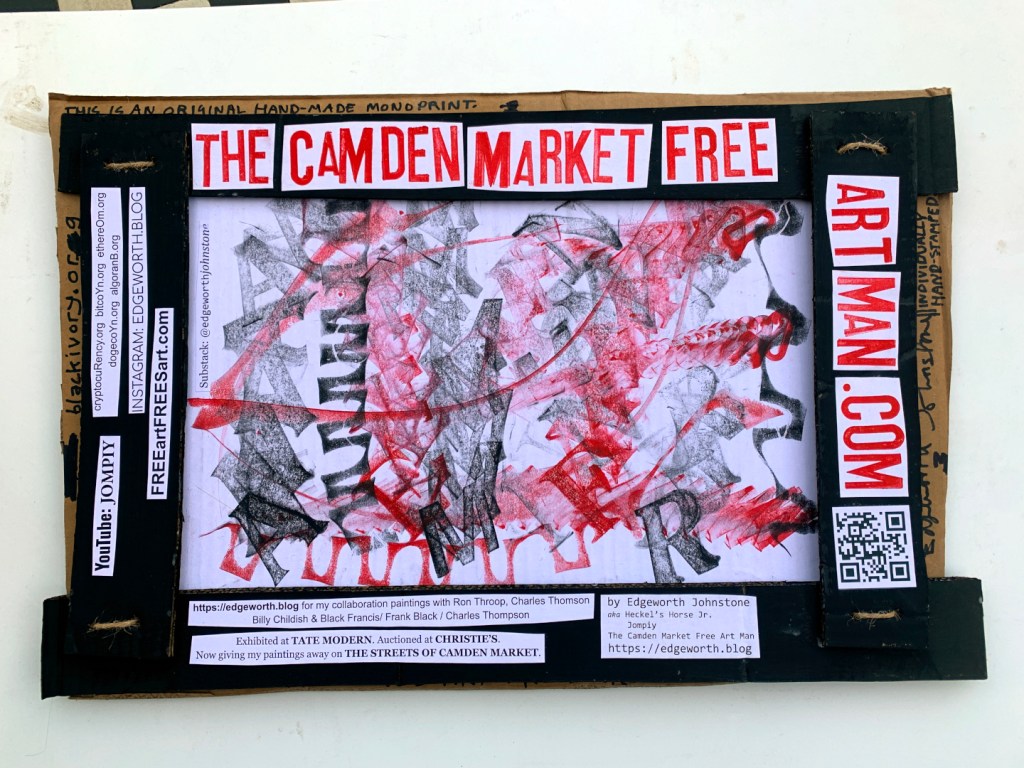 THIS IS AN ORIGINAL HAND-MADE MONOPRINT.
THE CAMDEN MARKET FREE
ARTMAN.COM
INDIVIDUALLY
HAND-STAMPED
blackivory.org
cryptocuRency.org bitcoYn.org ethereOm.org
dogecoYn.org algoranB.org
INSTAGRAM: EDGEWORTH.BLOG
FREEartFREESart.com
YouTube: JOMPIY
Substack: @edgeworthjohnstone
https://edgeworth.blog for my collaboration paintings with Ron Throop, Charles Thomson
Billy Childish & Black Francis/ Frank Black / Charles Thompson
Exhibited at TATE MODERN. Auctioned at CHRISTIE'S.
Now giving my paintings away on THE STREETS OF CAMDEN MARKET.
by Edgeworth Johnstone
aka Heckel's Horse Jr.
Jompiy
The Camden Market Free Art Man
https://edgeworth.blog